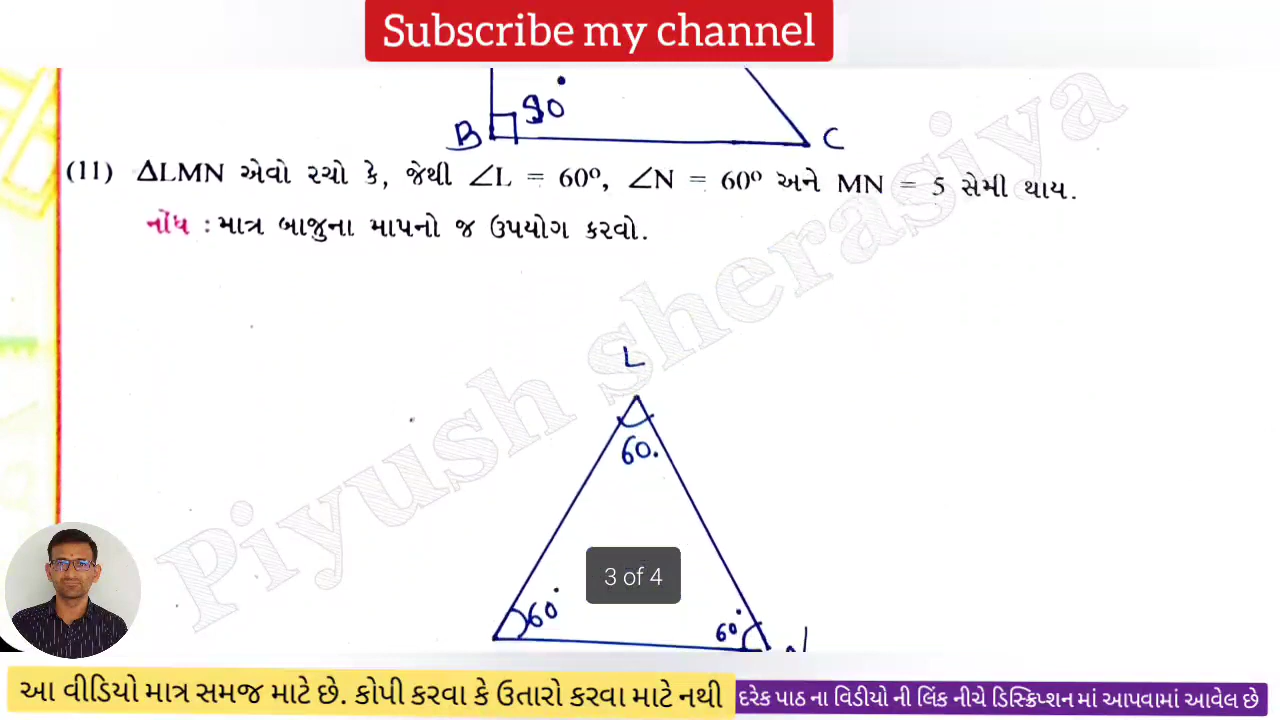 Subscribe my channel
90°
B
C
(11) ΔLMN એવો રચો કે, જેથી ∠L = 60°, ∠N = 60° અને MN = 5 સેમી થાય.
નોંધ : માત્ર બાજુના માપનો જ ઉપયોગ કરવો.
Piyush sherasiya
L
60.
3 of 4
60°
60°
આ વીડિયો માત્ર સમજ માટે છે. કોપી કરવા કે ઉતારો કરવા માટે નથી
દરેક પાઠ ના વિડીયો ની લિંક નીચે ડિસ્ક્રિપ્શન માં આપવામાં આવેલ છે